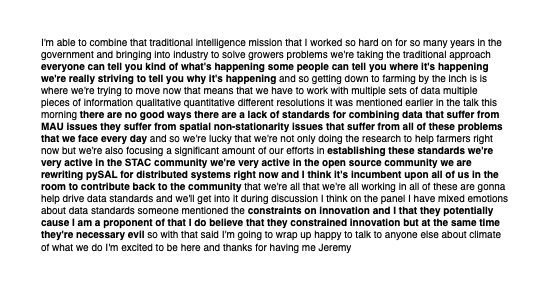 I'm able to combine that traditional intelligence mission that I worked so hard on for so many years in the
government and bringing into industry to solve growers problems we're taking the traditional approach
everyone can tell you kind of what's happening some people can tell you where it's happening
we're really striving to tell you why it's happening and so getting down to farming by the inch is is
where we're trying to move now that means that we have to work with multiple sets of data multiple
pieces of information qualitative quantitative different resolutions it was mentioned earlier in the talk this
morning there are no good ways there are a lack of standards for combining data that suffer from
MAU issues they suffer from spatial non-stationarity issues that suffer from all of these problems
that we face every day and so we're lucky that we're not only doing the research to help farmers right
now but we're also focusing a significant amount of our efforts in establishing these standards we're
very active in the STAC community we're very active in the open source community we are
rewriting pySAL for distributed systems right now and I think it's incumbent upon all of us in the
room to contribute back to the community that we're all that we're all working in all of these are gonna
help drive data standards and we'll get into it during discussion I think on the panel I have mixed emotions
about data standards someone mentioned the constraints on innovation and I that they potentially
cause I am a proponent of that I do believe that they constrained innovation but at the same time
they're necessary evil so with that said I'm going to wrap up happy to talk to anyone else about climate
of what we do I'm excited to be here and thanks for having me Jeremy